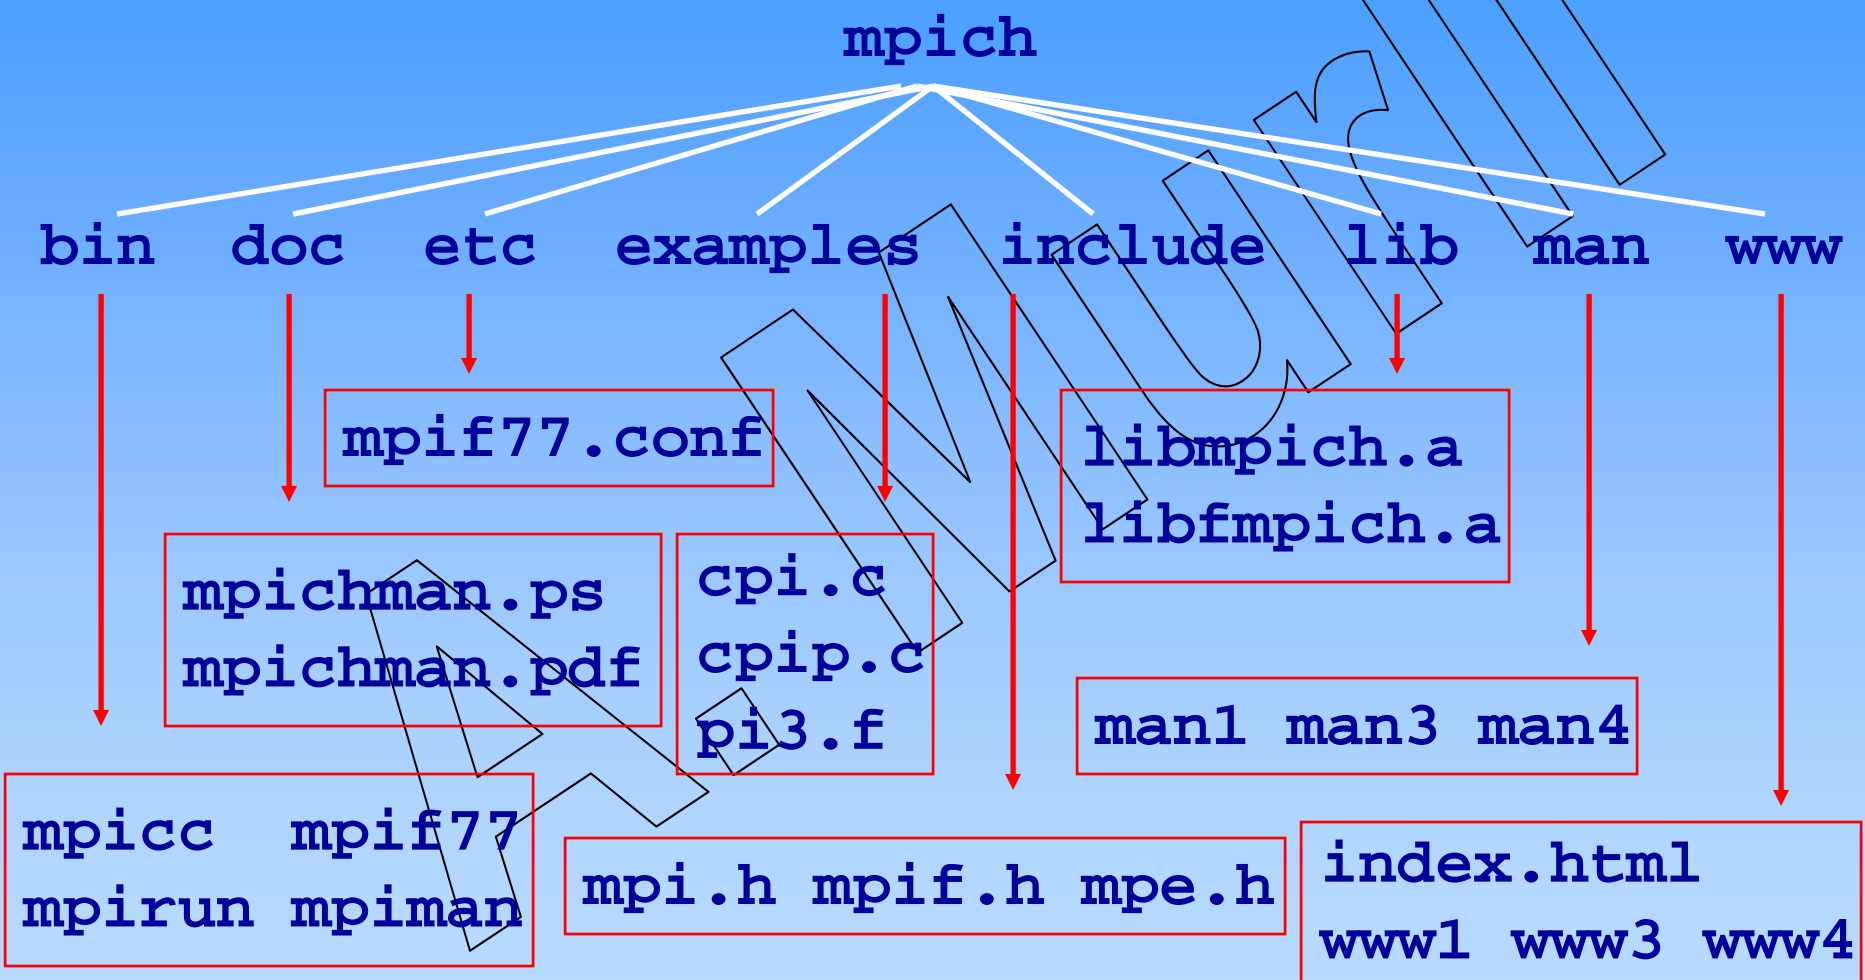 mpich
bin doc etc examples include lib man www
mpif77.conf
libmpich.a
libfmpich.a
mpichman.ps
mpichman.pdf
cpi.c
cpip.c
pi3.f
man1 man3 man4
mpicc mpif77
mpirun mpiman
mpi.h mpif.h mpe.h
index.html
www1 www3 www4
A. Murli